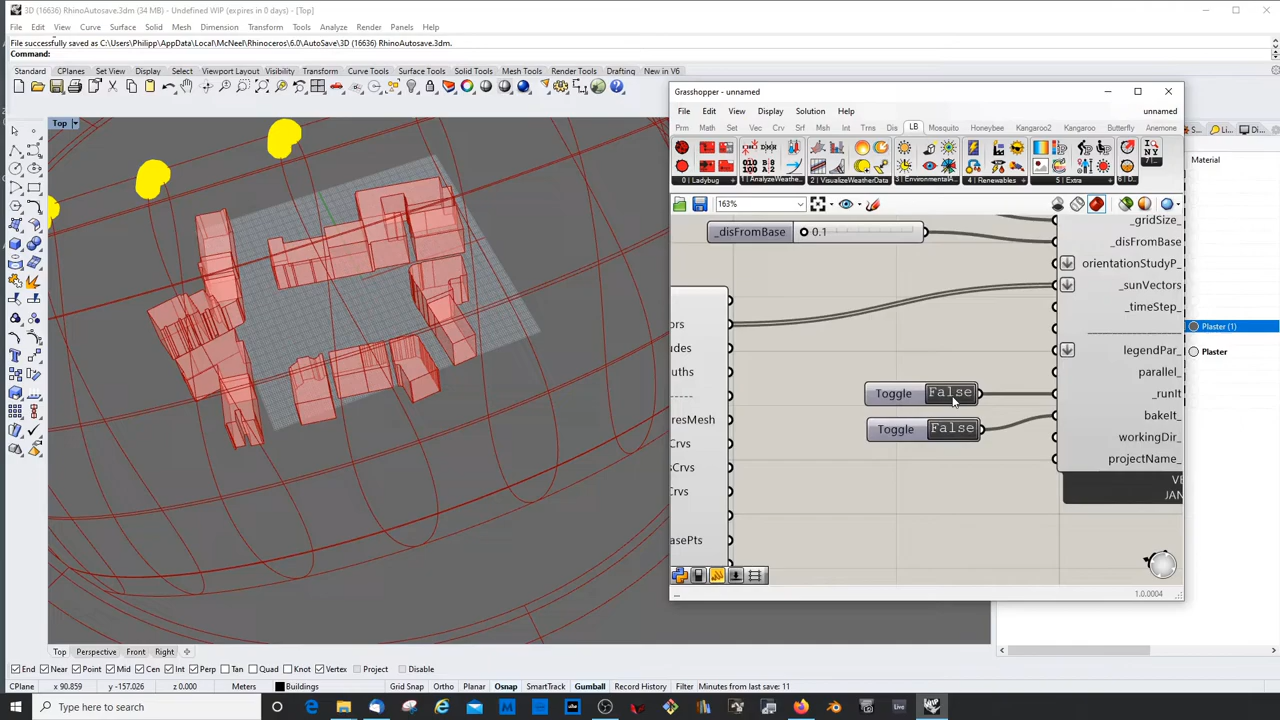 3D (16636) RhinoAutosave.3dm (34 MB) - Undefined WIP (expires in 0 days) - [Top]
File Edit View Curve Surface Solid Mesh Dimension Transform Tools Analyze Render Panels Help
File successfully saved as C:\Users\Philipp\AppData\Local\McNeel\Rhinoceros\6.0\AutoSave\3D (16636) RhinoAutosave.3dm.
Command:
Standard CPlanes Set View Display Select Viewport Layout Visibility Transform Curve Tools Surface Tools Solid Tools Mesh Tools Render Tools Drafting New in V6
Top
Grasshopper - unnamed
File Edit View Display Solution Help unnamed
Prm Math Set Vec Crv Srf Msh Int Trns Dis LB Mosquito Honeybee Kangaroo2 Kangaroo Butterfly Anemone
0 | Ladybug 1 | AnalyzeWeathe... 2 | VisualizeWeatherData 3 | EnvironmentalA... 4 | Renewables 5 | Extra
163%
_disFromBase 0.1
_gridSize_
_disFromBase
orientationStudyP_
_sunVectors
_timeStep_
legendPar_
parallel_
_runIt
bakeIt_
workingDir_
projectName_
Toggle False
Toggle False
ors
udes
uths
resMesh
sCrvs
sCrvs
Crvs
asePts
VE
JAN
1.0.0004
Material
Plaster (1)
Plaster
Top Perspective Front Right
End Near Point Mid Cen Int Perp Tan Quad Knot Vertex Project Disable
CPlane x 90.859 y -157.026 z 0.000 Meters Buildings Grid Snap Ortho Planar Osnap SmartTrack Gumball Record History Filter Minutes from last save: 11
Type here to search
Live